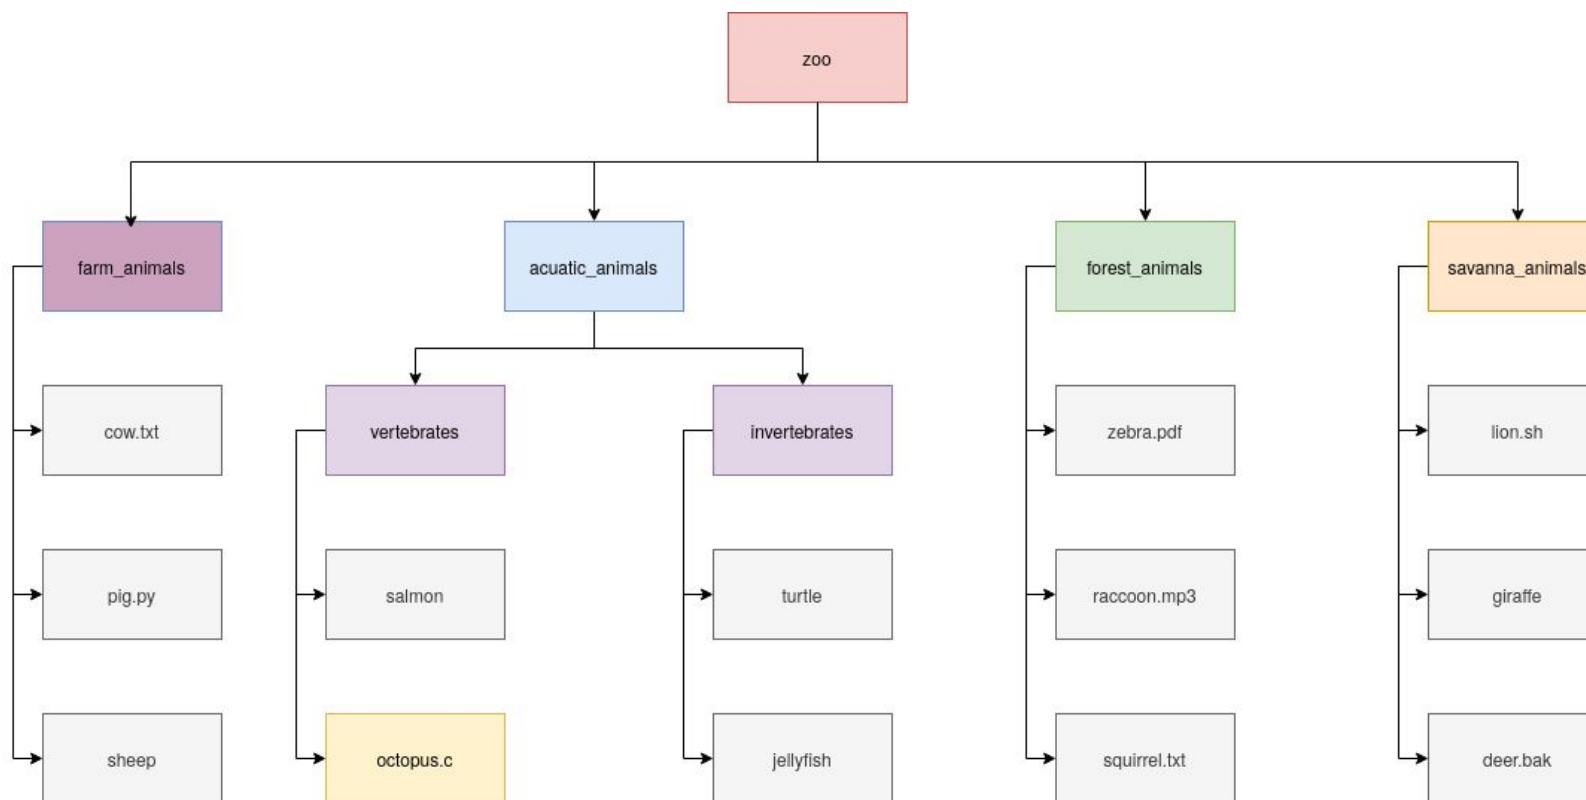 zoo
farm_animals
acuatic_animals
forest_animals
savanna_animals
cow.txt
vertebrates
invertebrates
zebra.pdf
lion.sh
pig.py
salmon
turtle
raccoon.mp3
giraffe
sheep
octopus.c
jellyfish
squirrel.txt
deer.bak